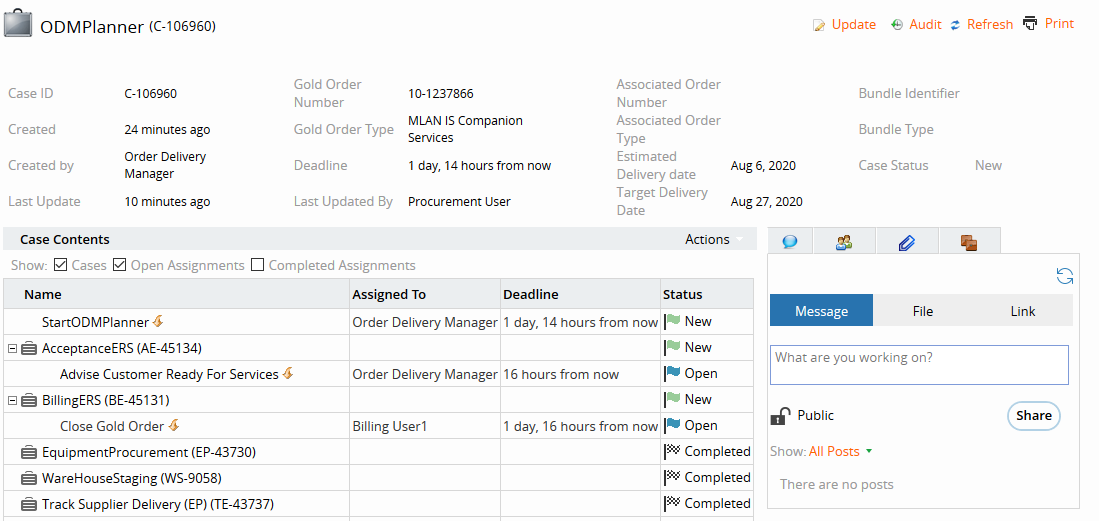 ODMPlanner (C-106960)
Update Audit Refresh Print
Case ID C-106960 Gold Order Number 10-1237866 Associated Order Number Bundle Identifier
Created 24 minutes ago Gold Order Type MLAN IS Companion Services Associated Order Type Bundle Type
Created by Order Delivery Manager Deadline 1 day, 14 hours from now Estimated Delivery date Aug 6, 2020 Case Status New
Last Update 10 minutes ago Last Updated By Procurement User Target Delivery Date Aug 27, 2020
Case Contents Actions
Show: Cases Open Assignments Completed Assignments
Name Assigned To Deadline Status
StartODMPlanner Order Delivery Manager 1 day, 14 hours from now New
AcceptanceERS (AE-45134) New
Advise Customer Ready For Services Order Delivery Manager 16 hours from now Open
BillingERS (BE-45131) New
Close Gold Order Billing User1 1 day, 16 hours from now Open
EquipmentProcurement (EP-43730) Completed
WareHouseStaging (WS-9058) Completed
Track Supplier Delivery (EP) (TE-43737) Completed
Message File Link
What are you working on?
Public Share
Show: All Posts
There are no posts